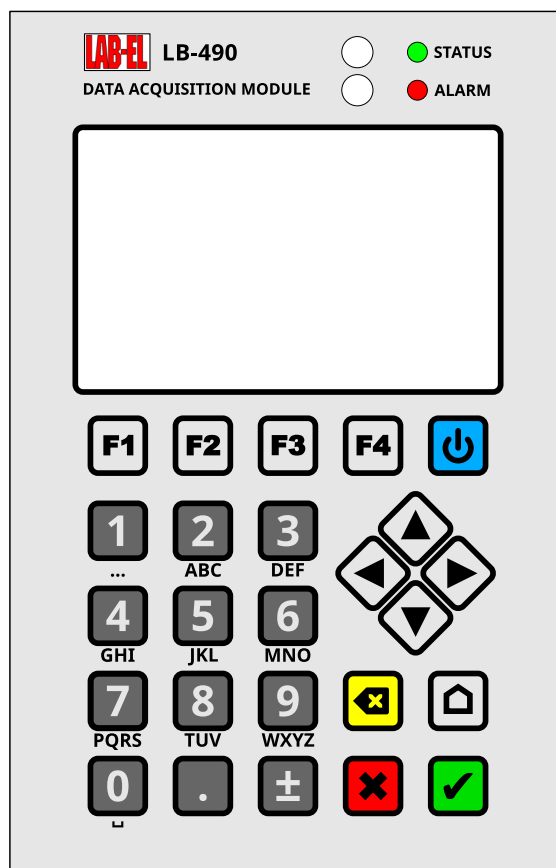 LAB-EL LB-490 STATUS
DATA ACQUISITION MODULE ALARM
F1 F2 F3 F4
1 2 3
... ABC DEF
4 5 6
GHI JKL MNO
7 8 9
PQRS TUV WXYZ
0 . ±
␣